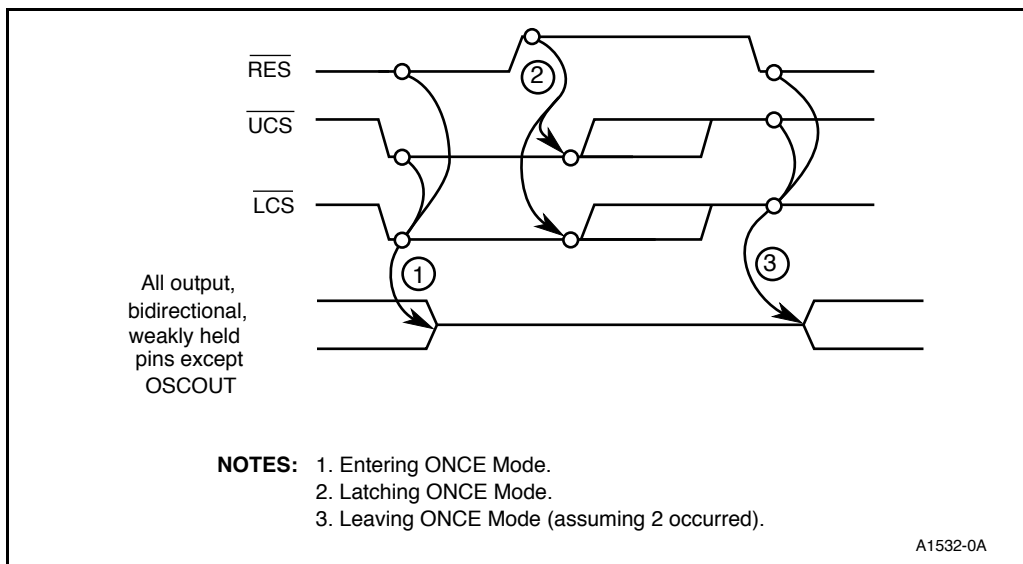 RES
2
UCS
LCS
1
3
All output,
bidirectional,
weakly held
pins except
OSCOUT
NOTES: 1. Entering ONCE Mode.
2. Latching ONCE Mode.
3. Leaving ONCE Mode (assuming 2 occurred).
A1532-0A